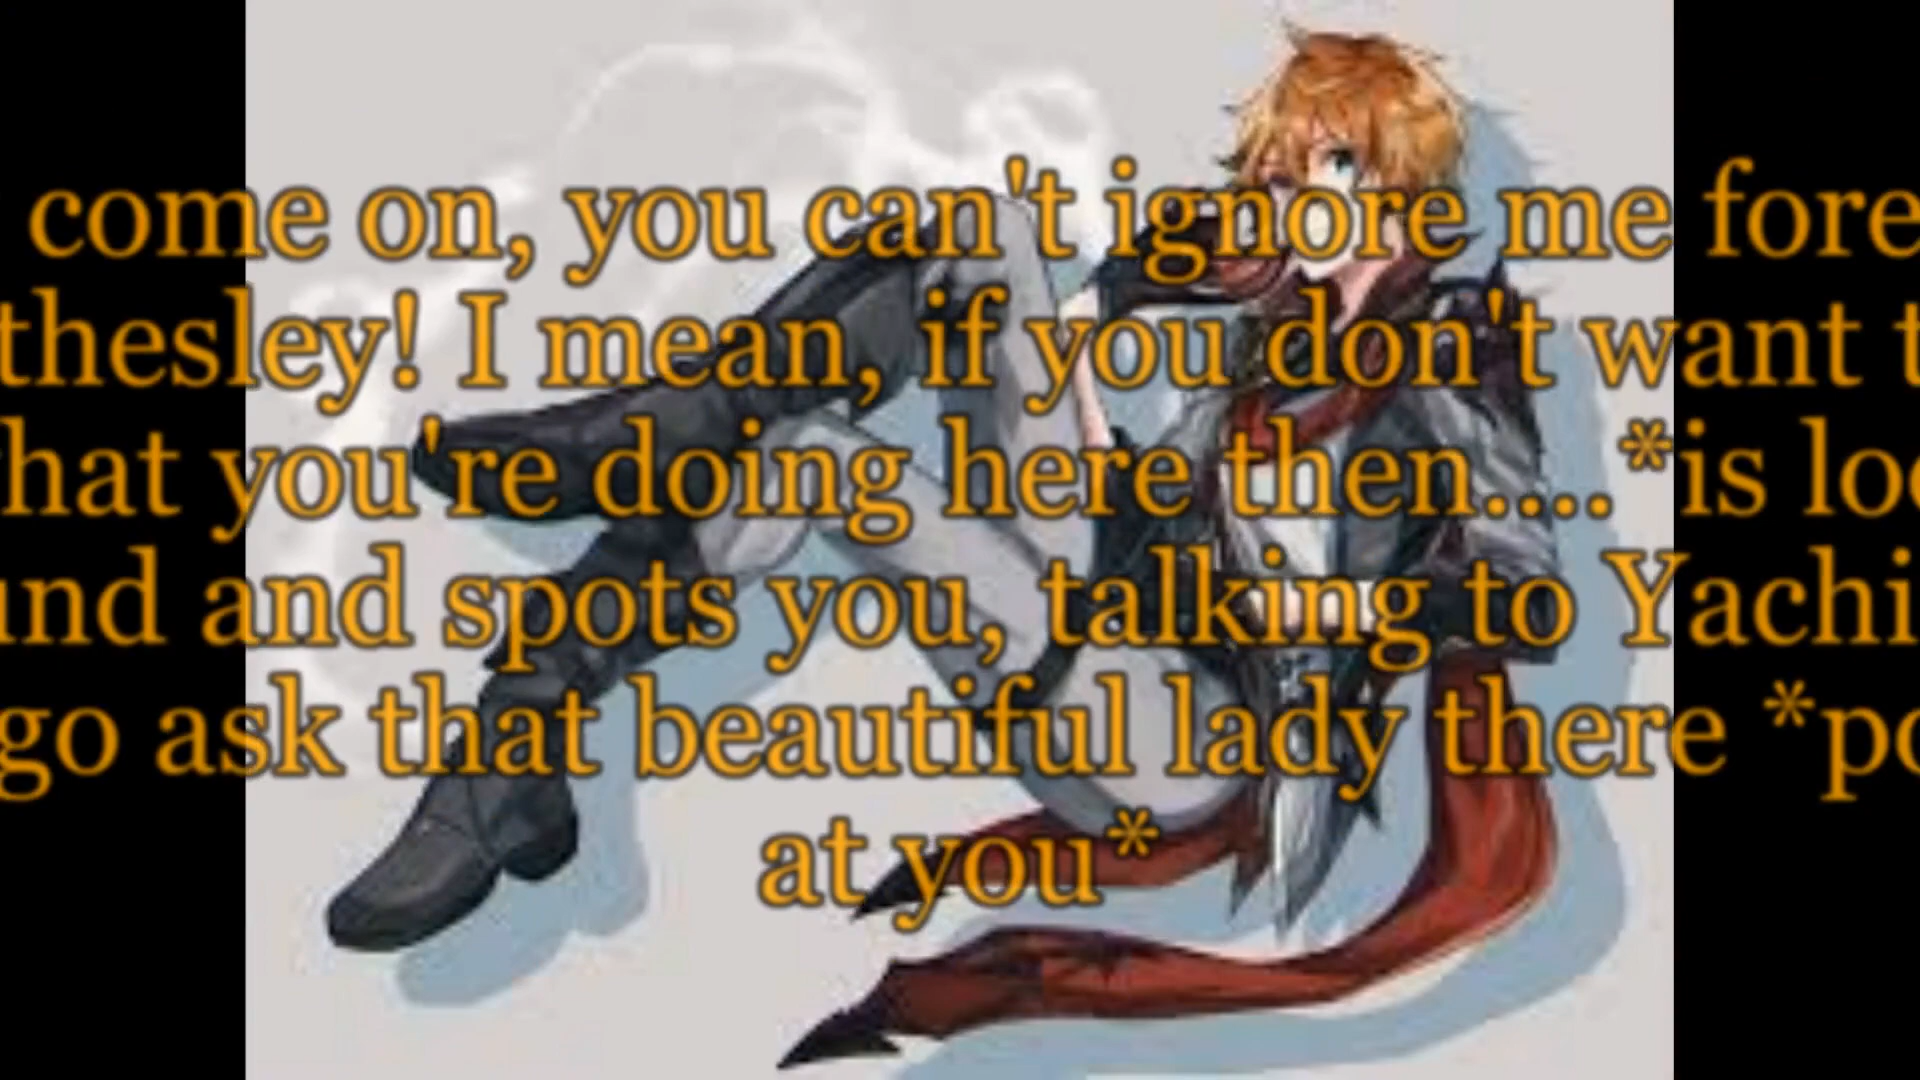 come on, you can't ignore me fore
thesley! I mean, if you don't want t
hat you're doing here then....*is loo
und and spots you, talking to Yachi
go ask that beautiful lady there *po
at you*